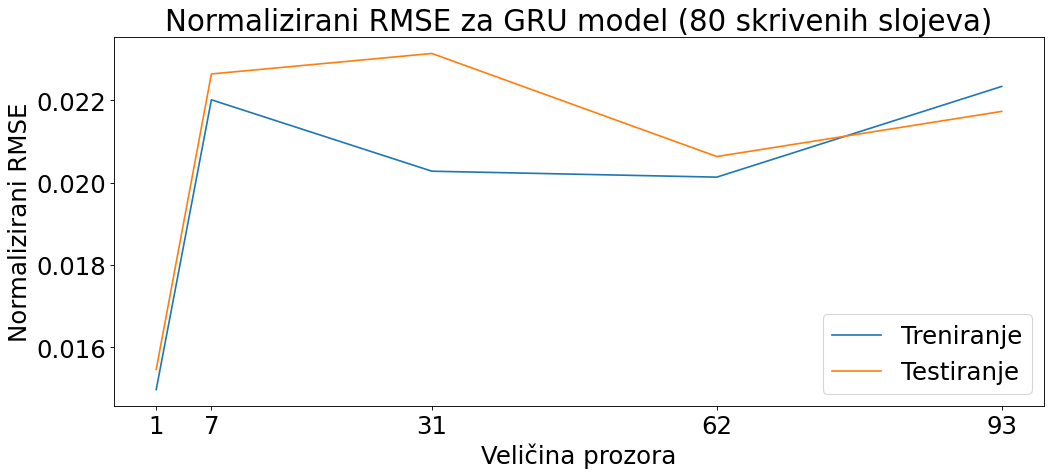 Normalizirani RMSE za GRU model (80 skrivenih slojeva)
Normalizirani RMSE
0.022
0.020
0.018
0.016
Treniranje
Testiranje
1 7 31 62 93
Veličina prozora